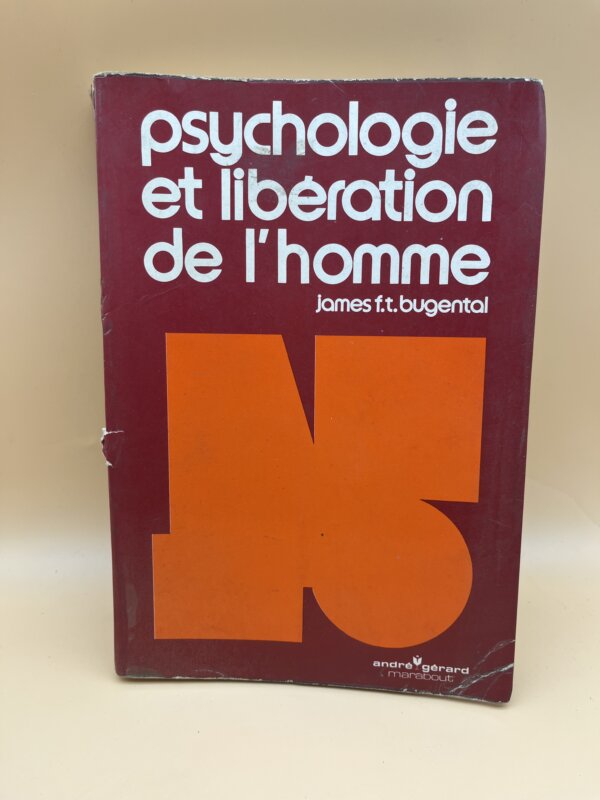 psychologie
et libération
de l'homme
james f.t. bugental
andré gérard
marabout